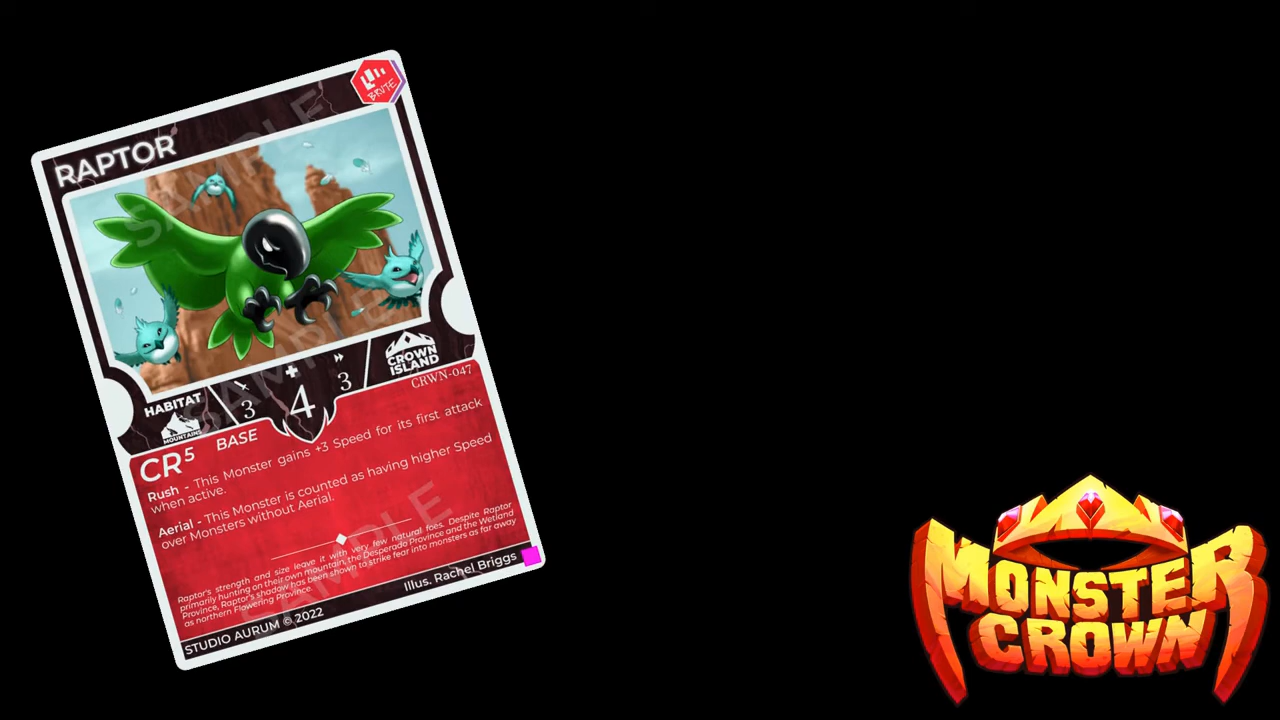 BRUTE
RAPTOR
SAMPLE
SAMPLE
HABITAT
MOUNTAINS
3
4
3
CROWN
ISLAND
CRWN-047
CR5 BASE
Rush - This Monster gains +3 Speed for its first attack
when active.
Aerial - This Monster is counted as having higher Speed
over Monsters without Aerial.
SAMPLE
Raptor's strength and size leave it with very few natural foes. Despite Raptor
primarily hunting on their own mountain, the Desperado Province and the Wetland
Province, Raptor's shadow has been shown to strike fear into monsters as far away
as northern Flowering Province.
STUDIO AURUM © 2022
Illus. Rachel Briggs
MONSTER
CROWN